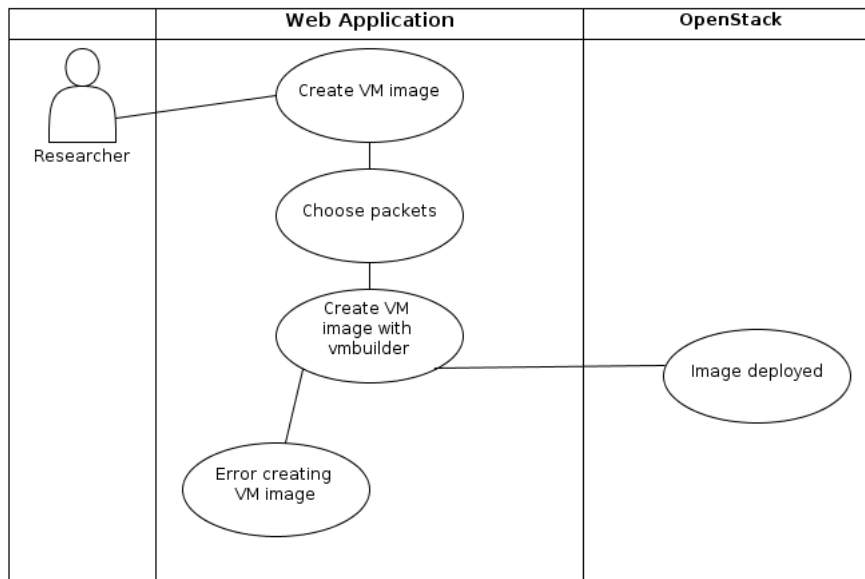 Web Application
OpenStack
Create VM image
Researcher
Choose packets
Create VM
image with
vmbuilder
Image deployed
Error creating
VM image